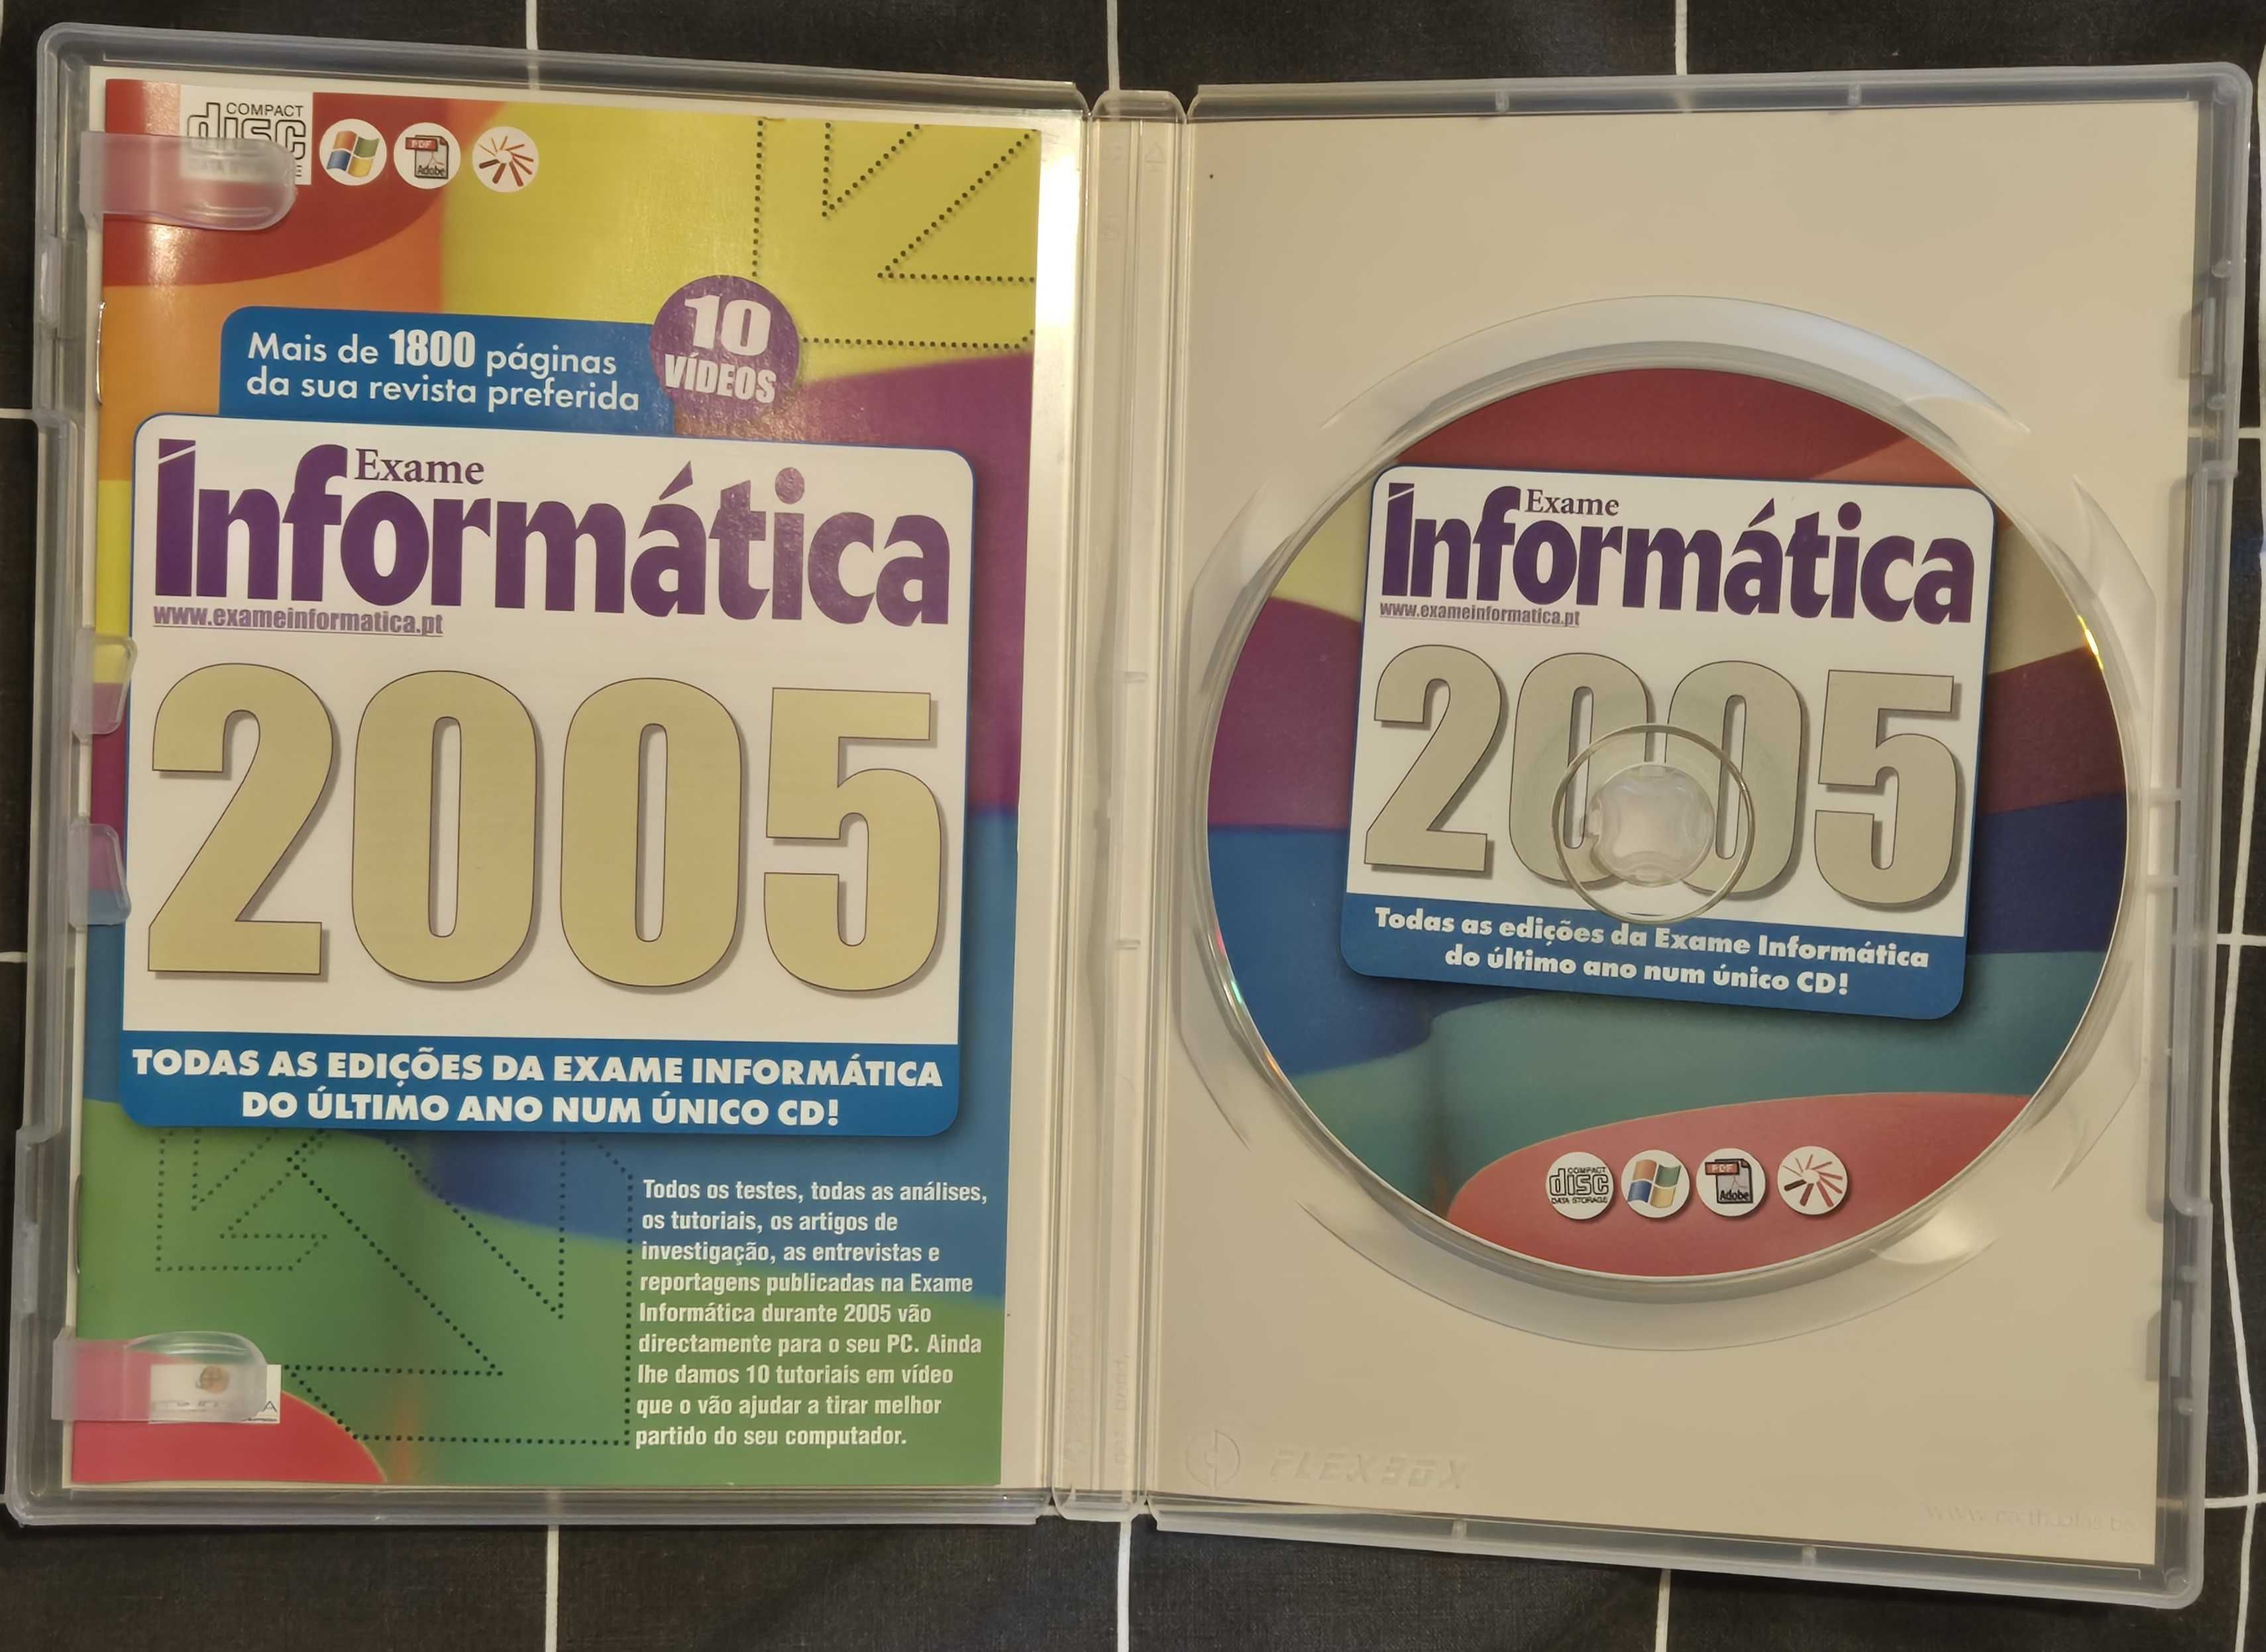 COMPACT
disc
PDF
Adobe
10
VÍDEOS
Mais de 1800 páginas
da sua revista preferida
Exame
Informática
www.exameinformatica.pt
2005
TODAS AS EDIÇÕES DA EXAME INFORMÁTICA
DO ÚLTIMO ANO NUM ÚNICO CD!
Todos os testes, todas as análises,
os tutoriais, os artigos de
investigação, as entrevistas e
reportagens publicadas na Exame
Informática durante 2005 vão
directamente para o seu PC. Ainda
lhe damos 10 tutoriais em vídeo
que o vão ajudar a tirar melhor
partido do seu computador.
Exame
Informática
www.exameinformatica.pt
2005
Todas as edições da Exame Informática
do último ano num único CD!
COMPACT
disc
DATA STORAGE
PDF
Adobe
FLEXBOX